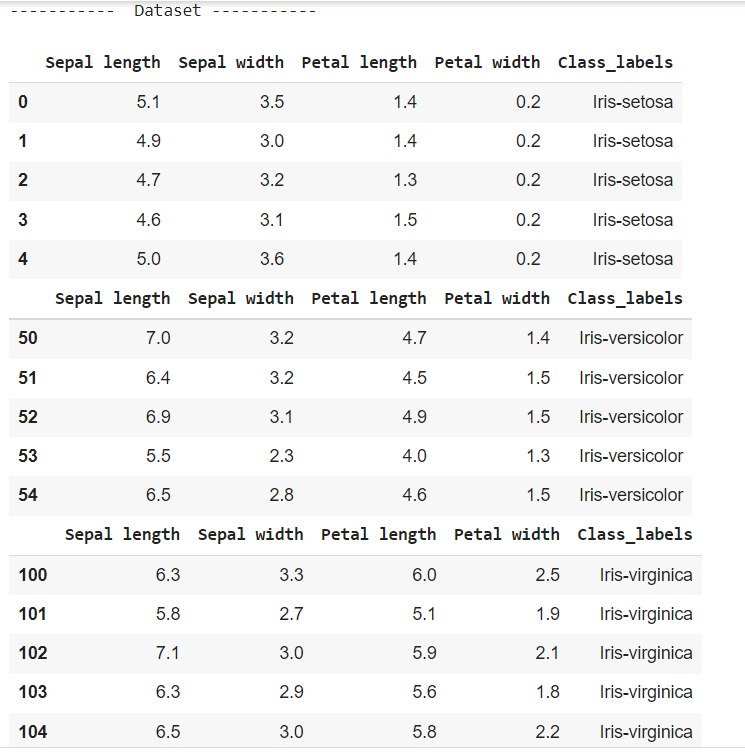 ----------- Dataset -----------
Sepal length Sepal width Petal length Petal width Class_labels
0 5.1 3.5 1.4 0.2 Iris-setosa
1 4.9 3.0 1.4 0.2 Iris-setosa
2 4.7 3.2 1.3 0.2 Iris-setosa
3 4.6 3.1 1.5 0.2 Iris-setosa
4 5.0 3.6 1.4 0.2 Iris-setosa
Sepal length Sepal width Petal length Petal width Class_labels
50 7.0 3.2 4.7 1.4 Iris-versicolor
51 6.4 3.2 4.5 1.5 Iris-versicolor
52 6.9 3.1 4.9 1.5 Iris-versicolor
53 5.5 2.3 4.0 1.3 Iris-versicolor
54 6.5 2.8 4.6 1.5 Iris-versicolor
Sepal length Sepal width Petal length Petal width Class_labels
100 6.3 3.3 6.0 2.5 Iris-virginica
101 5.8 2.7 5.1 1.9 Iris-virginica
102 7.1 3.0 5.9 2.1 Iris-virginica
103 6.3 2.9 5.6 1.8 Iris-virginica
104 6.5 3.0 5.8 2.2 Iris-virginica